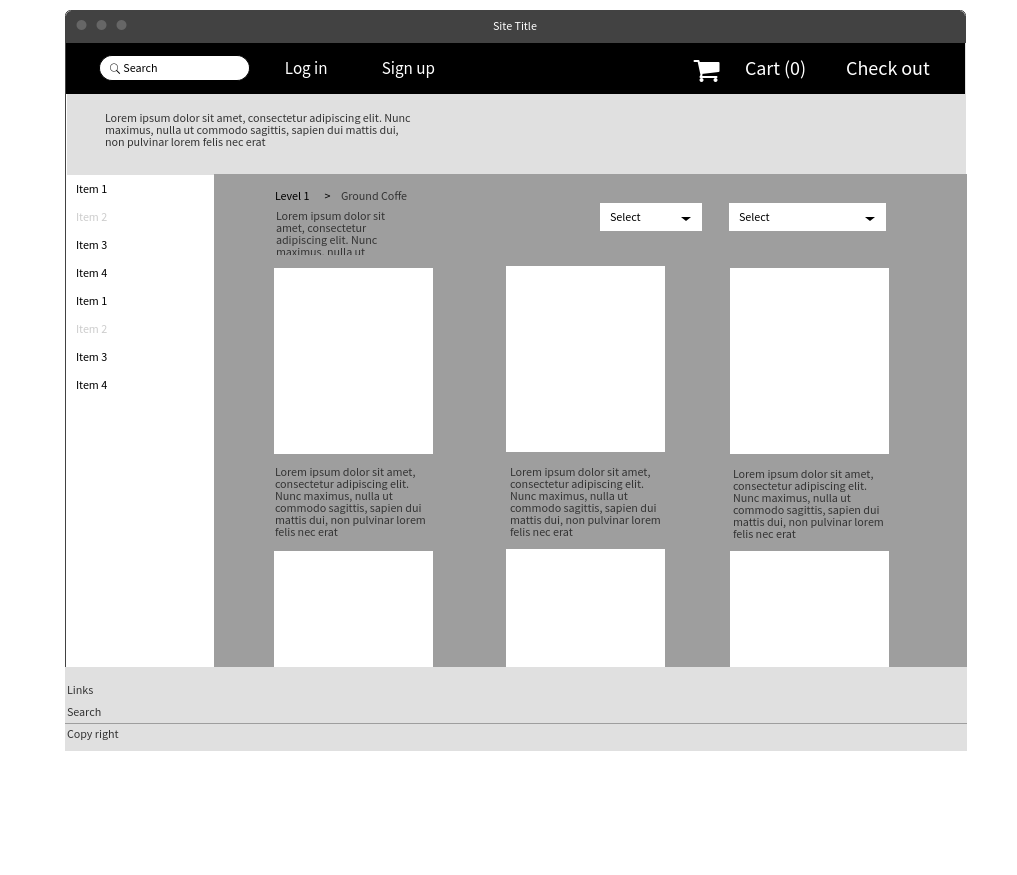 Site Title
Search
Log in
Sign up
Cart (0)
Check out
Lorem ipsum dolor sit amet, consectetur adipiscing elit. Nunc
maximus, nulla ut commodo sagittis, sapien dui mattis dui,
non pulvinar lorem felis nec erat
Item 1
Item 2
Item 3
Item 4
Item 1
Item 2
Item 3
Item 4
Level 1 > Ground Coffe
Lorem ipsum dolor sit
amet, consectetur
adipiscing elit. Nunc
maximus, nulla ut
Select
Select
Lorem ipsum dolor sit amet,
consectetur adipiscing elit.
Nunc maximus, nulla ut
commodo sagittis, sapien dui
mattis dui, non pulvinar lorem
felis nec erat
Lorem ipsum dolor sit amet,
consectetur adipiscing elit.
Nunc maximus, nulla ut
commodo sagittis, sapien dui
mattis dui, non pulvinar lorem
felis nec erat
Lorem ipsum dolor sit amet,
consectetur adipiscing elit.
Nunc maximus, nulla ut
commodo sagittis, sapien dui
mattis dui, non pulvinar lorem
felis nec erat
Links
Search
Copy right